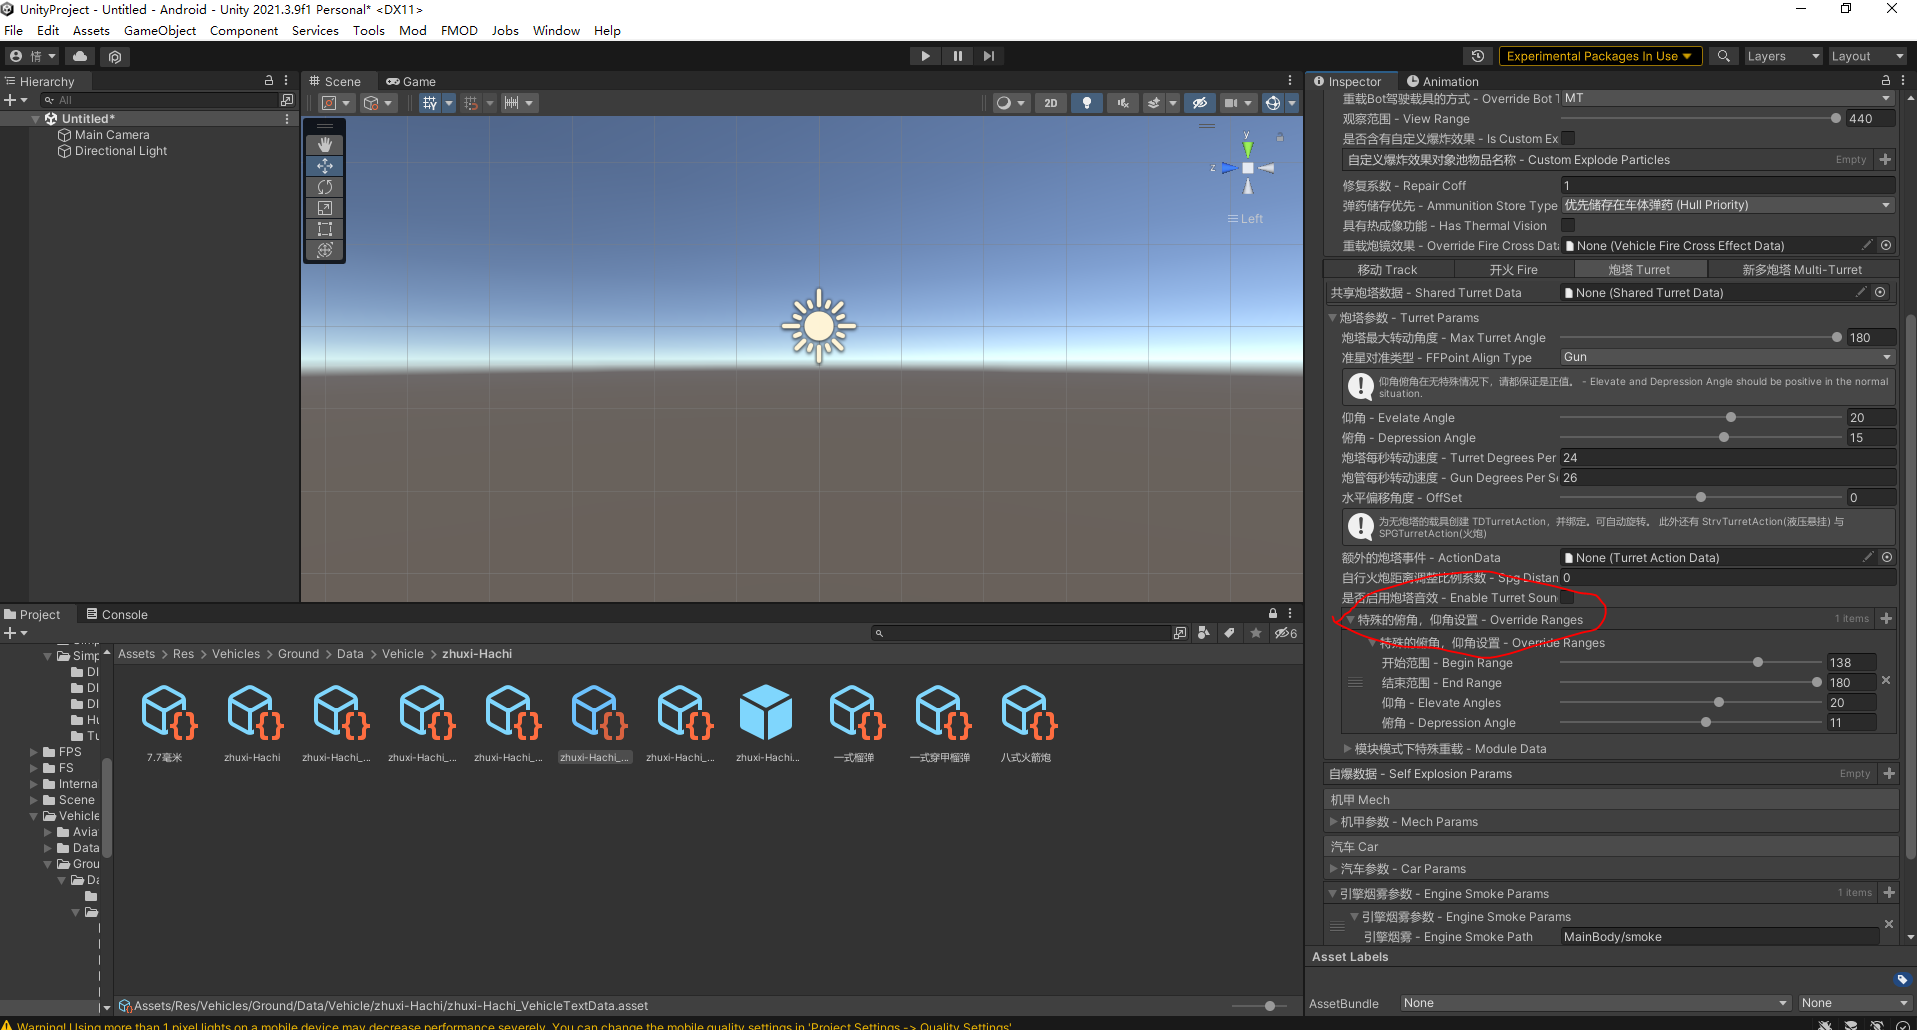 UnityProject - Untitled - Android - Unity 2021.3.9f1 Personal* <DX11>
File Edit Assets GameObject Component Services Tools Mod FMOD Jobs Window Help
情
Experimental Packages In Use
Layers
Layout
Hierarchy
All
Untitled*
Main Camera
Directional Light
Scene
Game
2D
y
z
Left
Inspector
Animation
重载Bot驾驶载具的方式 - Override Bot T
MT
观察范围 - View Range
440
是否含有自定义爆炸效果 - Is Custom Ex
自定义爆炸效果对象池物品名称 - Custom Explode Particles
Empty
修复系数 - Repair Coff
1
弹药储存优先 - Ammunition Store Type
优先储存在车体弹药 (Hull Priority)
具有热成像功能 - Has Thermal Vision
重载炮镜效果 - Override Fire Cross Data
None (Vehicle Fire Cross Effect Data)
移动 Track
开火 Fire
炮塔 Turret
新多炮塔 Multi-Turret
共享炮塔数据 - Shared Turret Data
None (Shared Turret Data)
炮塔参数 - Turret Params
炮塔最大转动角度 - Max Turret Angle
180
准星对准类型 - FFPoint Align Type
Gun
仰角俯角在无特殊情况下，请都保证是正值。 - Elevate and Depression Angle should be positive in the normal
situation.
仰角 - Evelate Angle
20
俯角 - Depression Angle
15
炮塔每秒转动速度 - Turret Degrees Per
24
炮管每秒转动速度 - Gun Degrees Per Se
26
水平偏移角度 - OffSet
0
为无炮塔的载具创建 TDTurretAction，并绑定。可自动旋转。 此外还有 StrvTurretAction(液压悬挂) 与
SPGTurretAction(火炮)
额外的炮塔事件 - ActionData
None (Turret Action Data)
自行火炮距离调整比例系数 - Spg Distan
0
是否启用炮塔音效 - Enable Turret Soun
特殊的俯角，仰角设置 - Override Ranges
1 items
特殊的俯角，仰角设置 - Override Ranges
开始范围 - Begin Range
138
结束范围 - End Range
180
仰角 - Elevate Angles
20
俯角 - Depression Angle
11
模块模式下特殊重载 - Module Data
自爆数据 - Self Explosion Params
Empty
机甲 Mech
机甲参数 - Mech Params
汽车 Car
汽车参数 - Car Params
引擎烟雾参数 - Engine Smoke Params
1 items
引擎烟雾参数 - Engine Smoke Params
引擎烟雾 - Engine Smoke Path
MainBody/smoke
Asset Labels
AssetBundle
None
None
Project
Console
6
Simp
DI
DI
DI
Hu
Tu
FPS
FS
Interna
Scene
Vehicle
Avia
Data
Grou
Da
Assets > Res > Vehicles > Ground > Data > Vehicle > zhuxi-Hachi
7.7毫米
zhuxi-Hachi
zhuxi-Hachi_...
zhuxi-Hachi_...
zhuxi-Hachi_...
zhuxi-Hachi_...
zhuxi-Hachi_...
zhuxi-Hachi...
一式榴弹
一式穿甲榴弹
八式火箭炮
Assets/Res/Vehicles/Ground/Data/Vehicle/zhuxi-Hachi/zhuxi-Hachi_VehicleTextData.asset
Warning! Using more than 1 pixel lights on a mobile device may decrease performance severely. You can change the mobile quality settings in 'Project Settings -> Quality Settings'